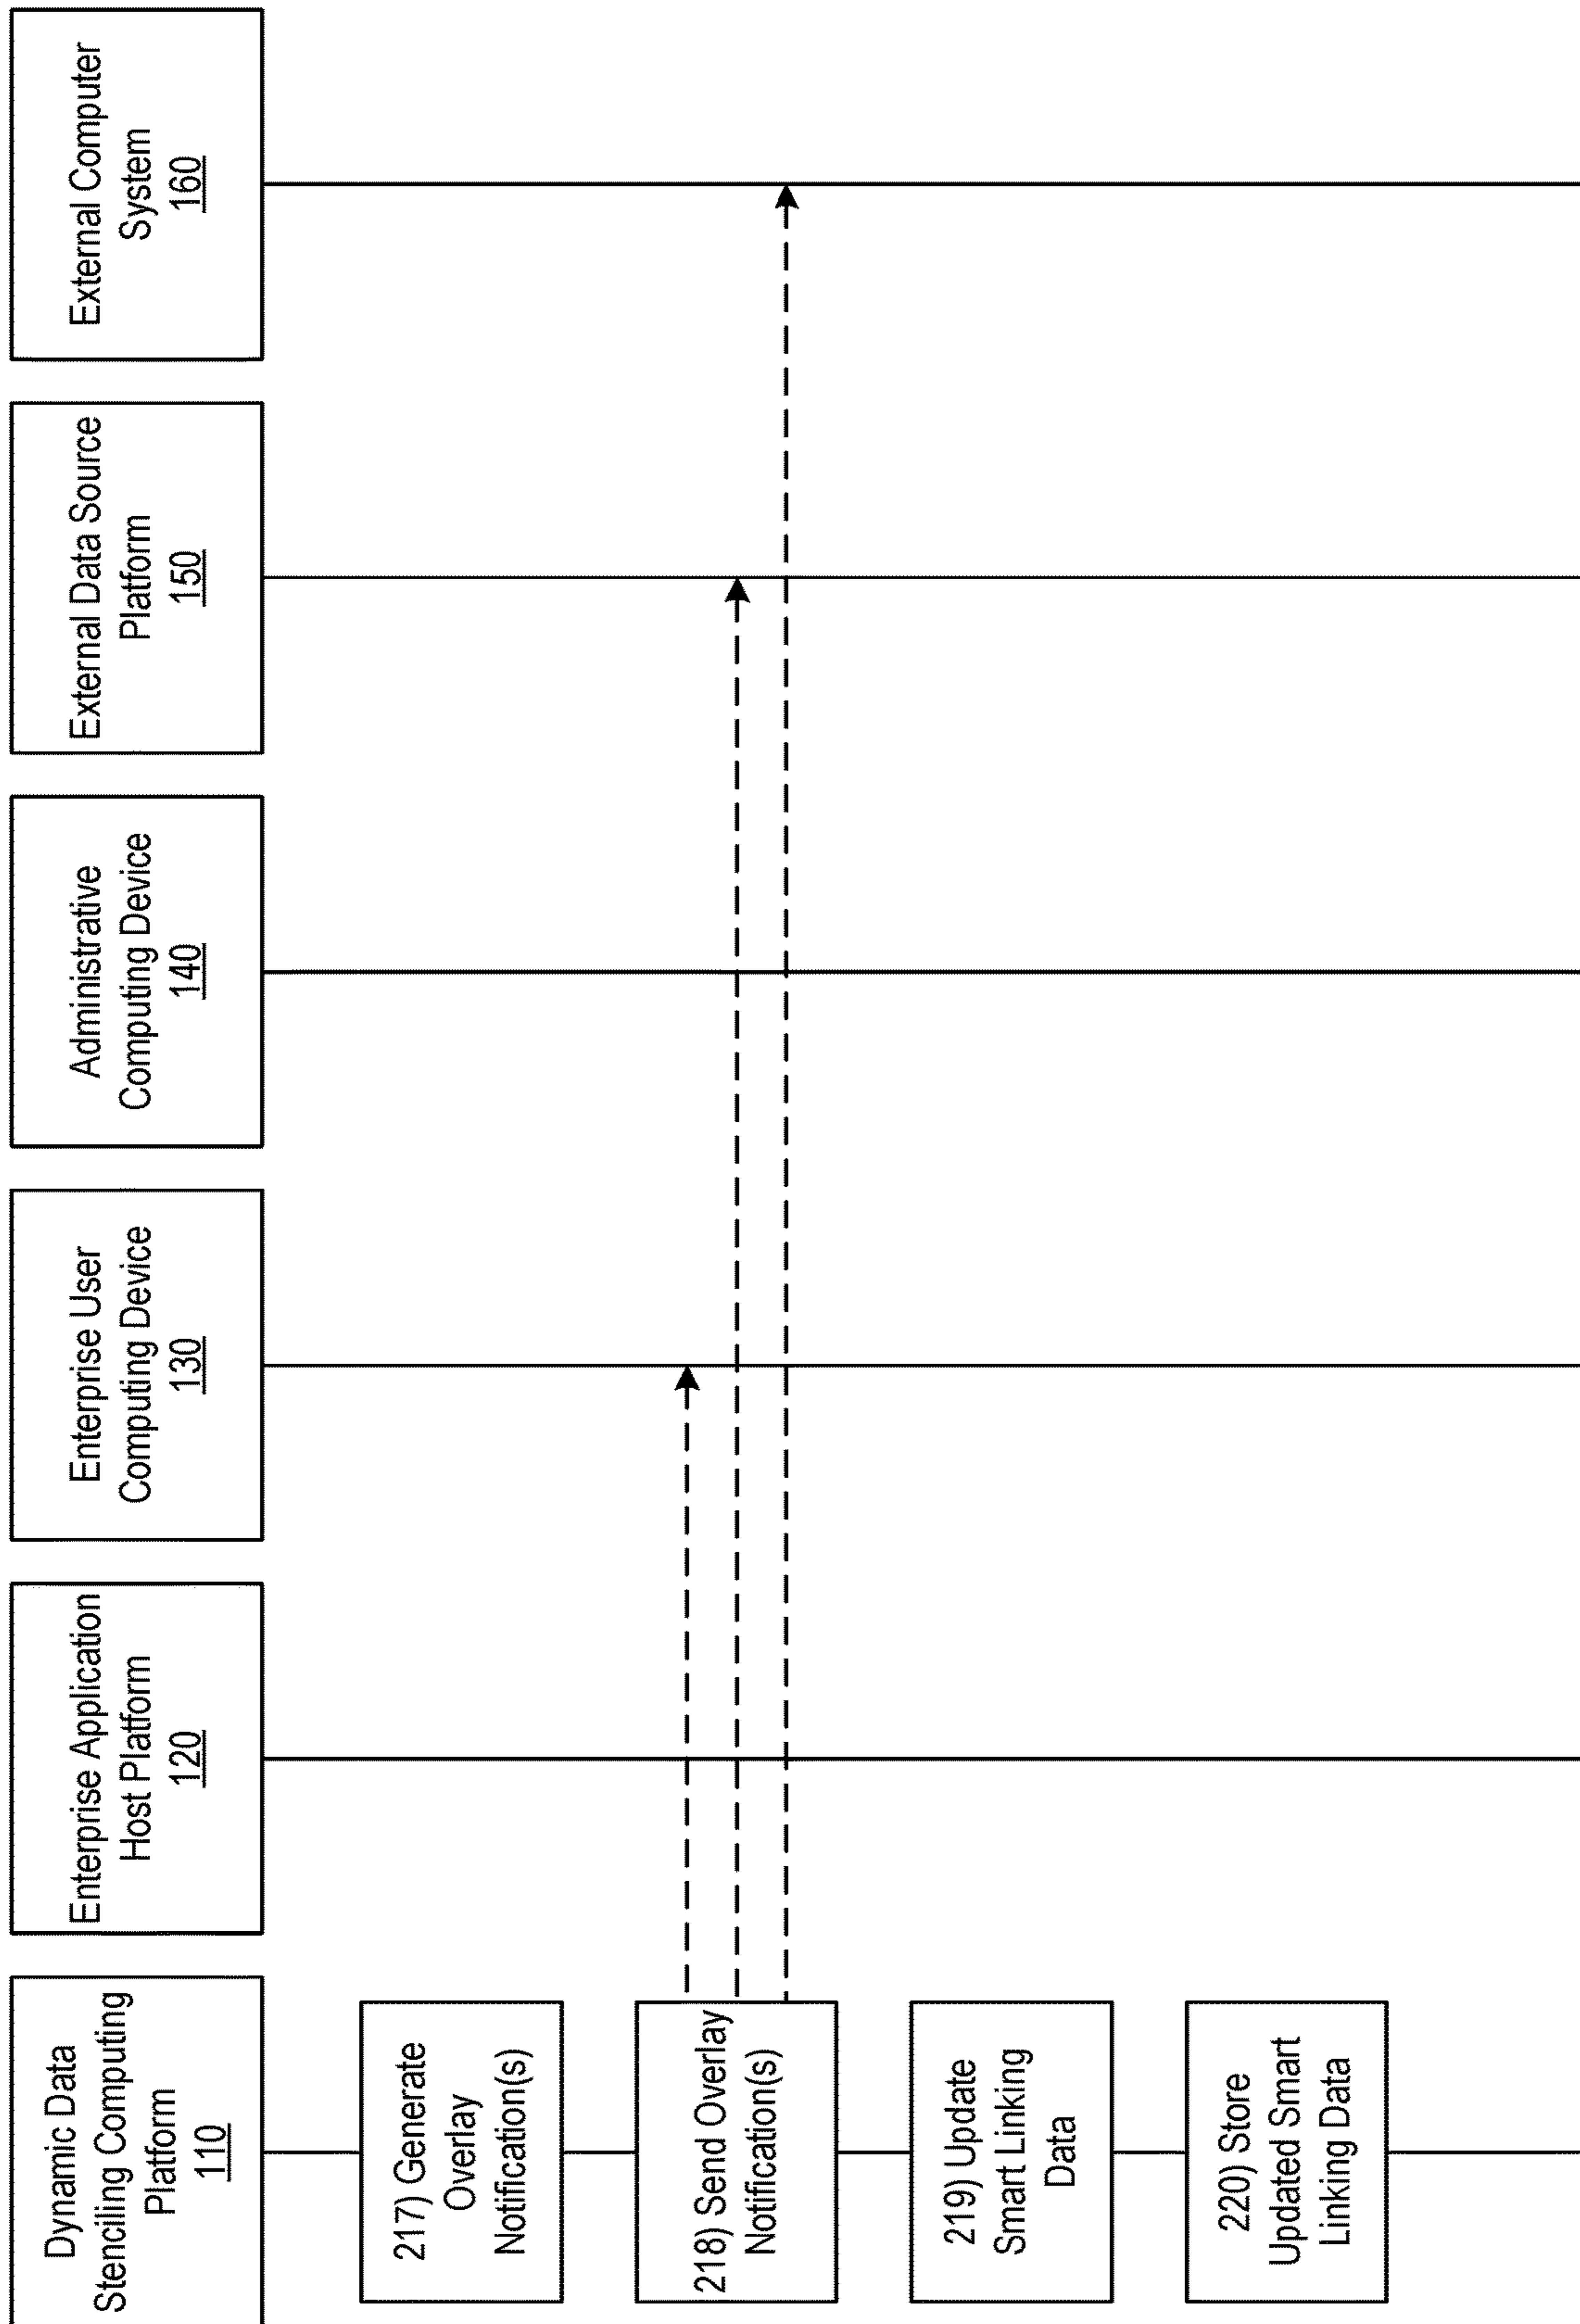 Dynamic Data
Stenciling Computing
Platform
110
Enterprise Application
Host Platform
120
Enterprise User
Computing Device
130
Administrative
Computing Device
140
External Data Source
Platform
150
External Computer
System
160
217) Generate
Overlay
Notification(s)
218) Send Overlay
Notification(s)
219) Update
Smart Linking
Data
220) Store
Updated Smart
Linking Data